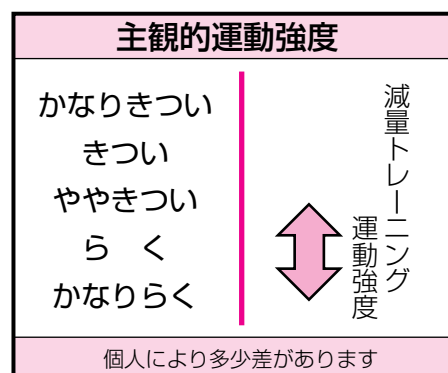 主観的運動強度
かなりきつい
きつい
ややきつい
らく
かなりらく
減量トレーニング
運動強度
個人により多少差があります